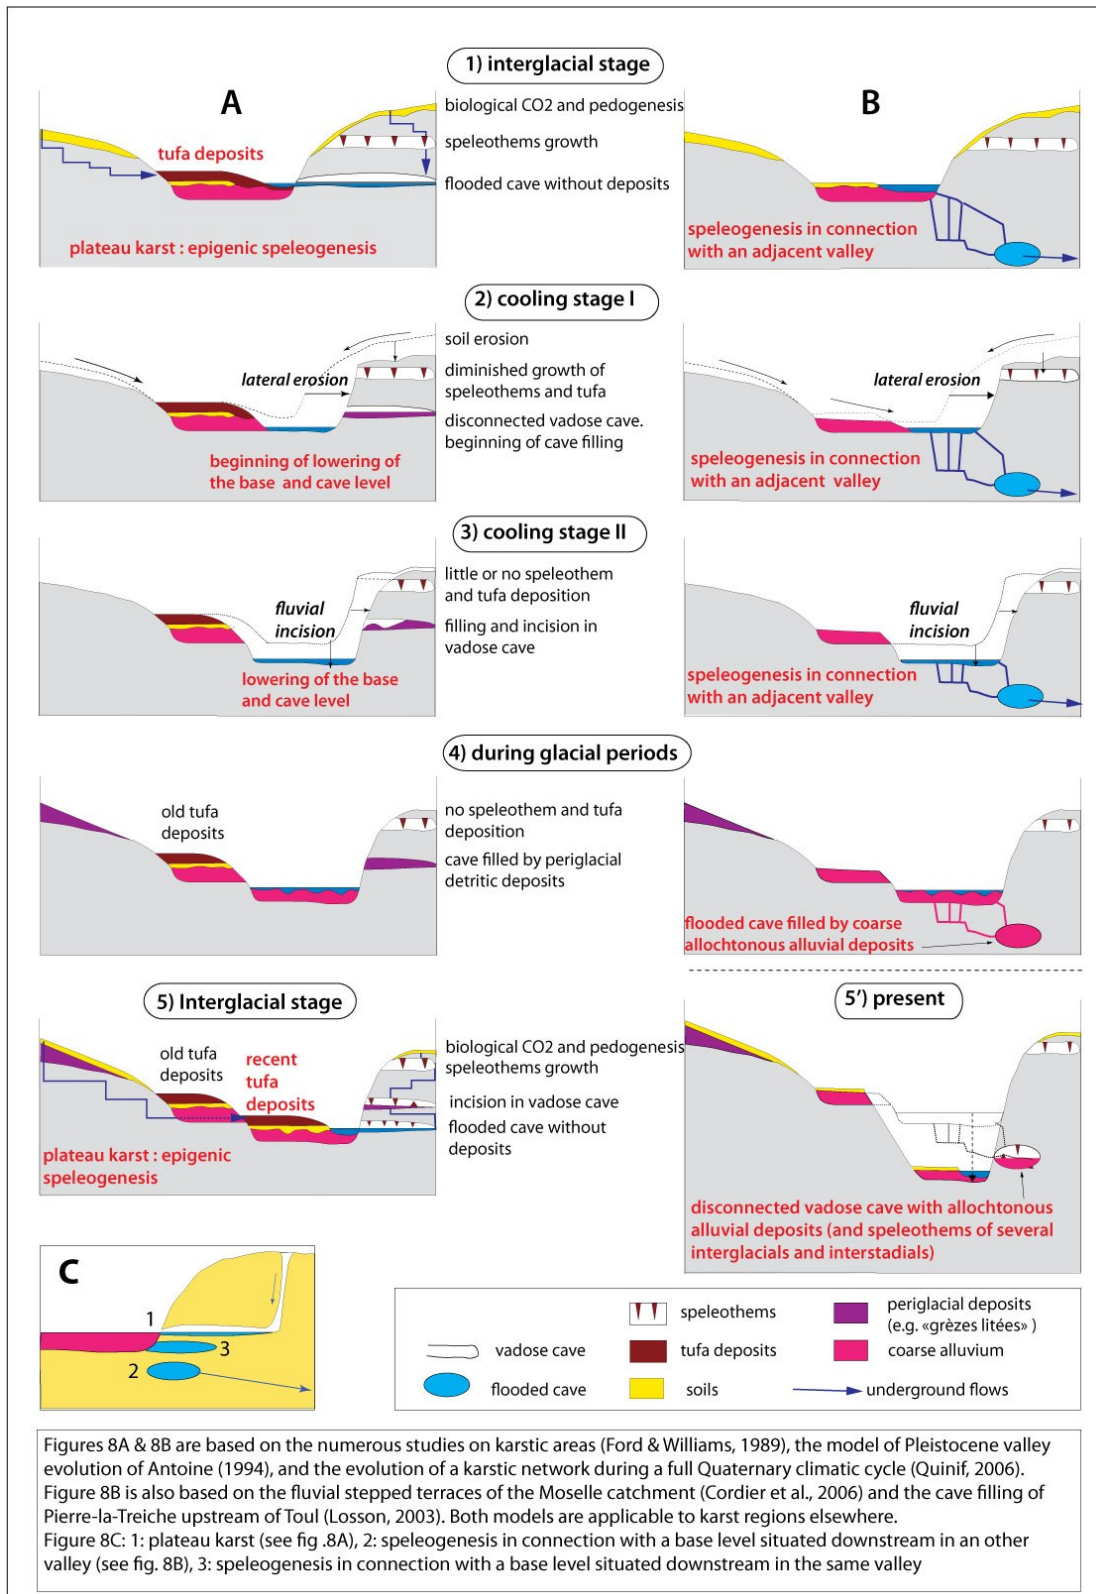 1) interglacial stage
A
B
biological CO2 and pedogenesis
speleothems growth
tufa deposits
flooded cave without deposits
plateau karst : epigenic speleogenesis
speleogenesis in connection
with an adjacent valley
2) cooling stage I
soil erosion
lateral erosion
diminished growth of
speleothems and tufa
disconnected vadose cave.
beginning of cave filling
beginning of lowering of
the base and cave level
lateral erosion
speleogenesis in connection
with an adjacent valley
3) cooling stage II
little or no speleothem
and tufa deposition
fluvial
incision
filling and incision in
vadose cave
lowering of the base
and cave level
fluvial
incision
speleogenesis in connection
with an adjacent valley
4) during glacial periods
old tufa
deposits
no speleothem and tufa
deposition
cave filled by periglacial
detritic deposits
flooded cave filled by coarse
allochtonous alluvial deposits
5) Interglacial stage
5') present
old tufa
deposits
recent
tufa
deposits
biological CO2 and pedogenesis
speleothems growth
incision in vadose cave
flooded cave without
deposits
plateau karst : epigenic
speleogenesis
disconnected vadose cave with allochtonous
alluvial deposits (and speleothems of several
interglacials and interstadials)
C
1
3
2
speleothems
periglacial deposits
(e.g. «grèzes litées» )
vadose cave
tufa deposits
coarse alluvium
flooded cave
soils
underground flows
Figures 8A & 8B are based on the numerous studies on karstic areas (Ford & Williams, 1989), the model of Pleistocene valley
evolution of Antoine (1994), and the evolution of a karstic network during a full Quaternary climatic cycle (Quinif, 2006).
Figure 8B is also based on the fluvial stepped terraces of the Moselle catchment (Cordier et al., 2006) and the cave filling of
Pierre-la-Treiche upstream of Toul (Losson, 2003). Both models are applicable to karst regions elsewhere.
Figure 8C: 1: plateau karst (see fig .8A), 2: speleogenesis in connection with a base level situated downstream in an other
valley (see fig. 8B), 3: speleogenesis in connection with a base level situated downstream in the same valley